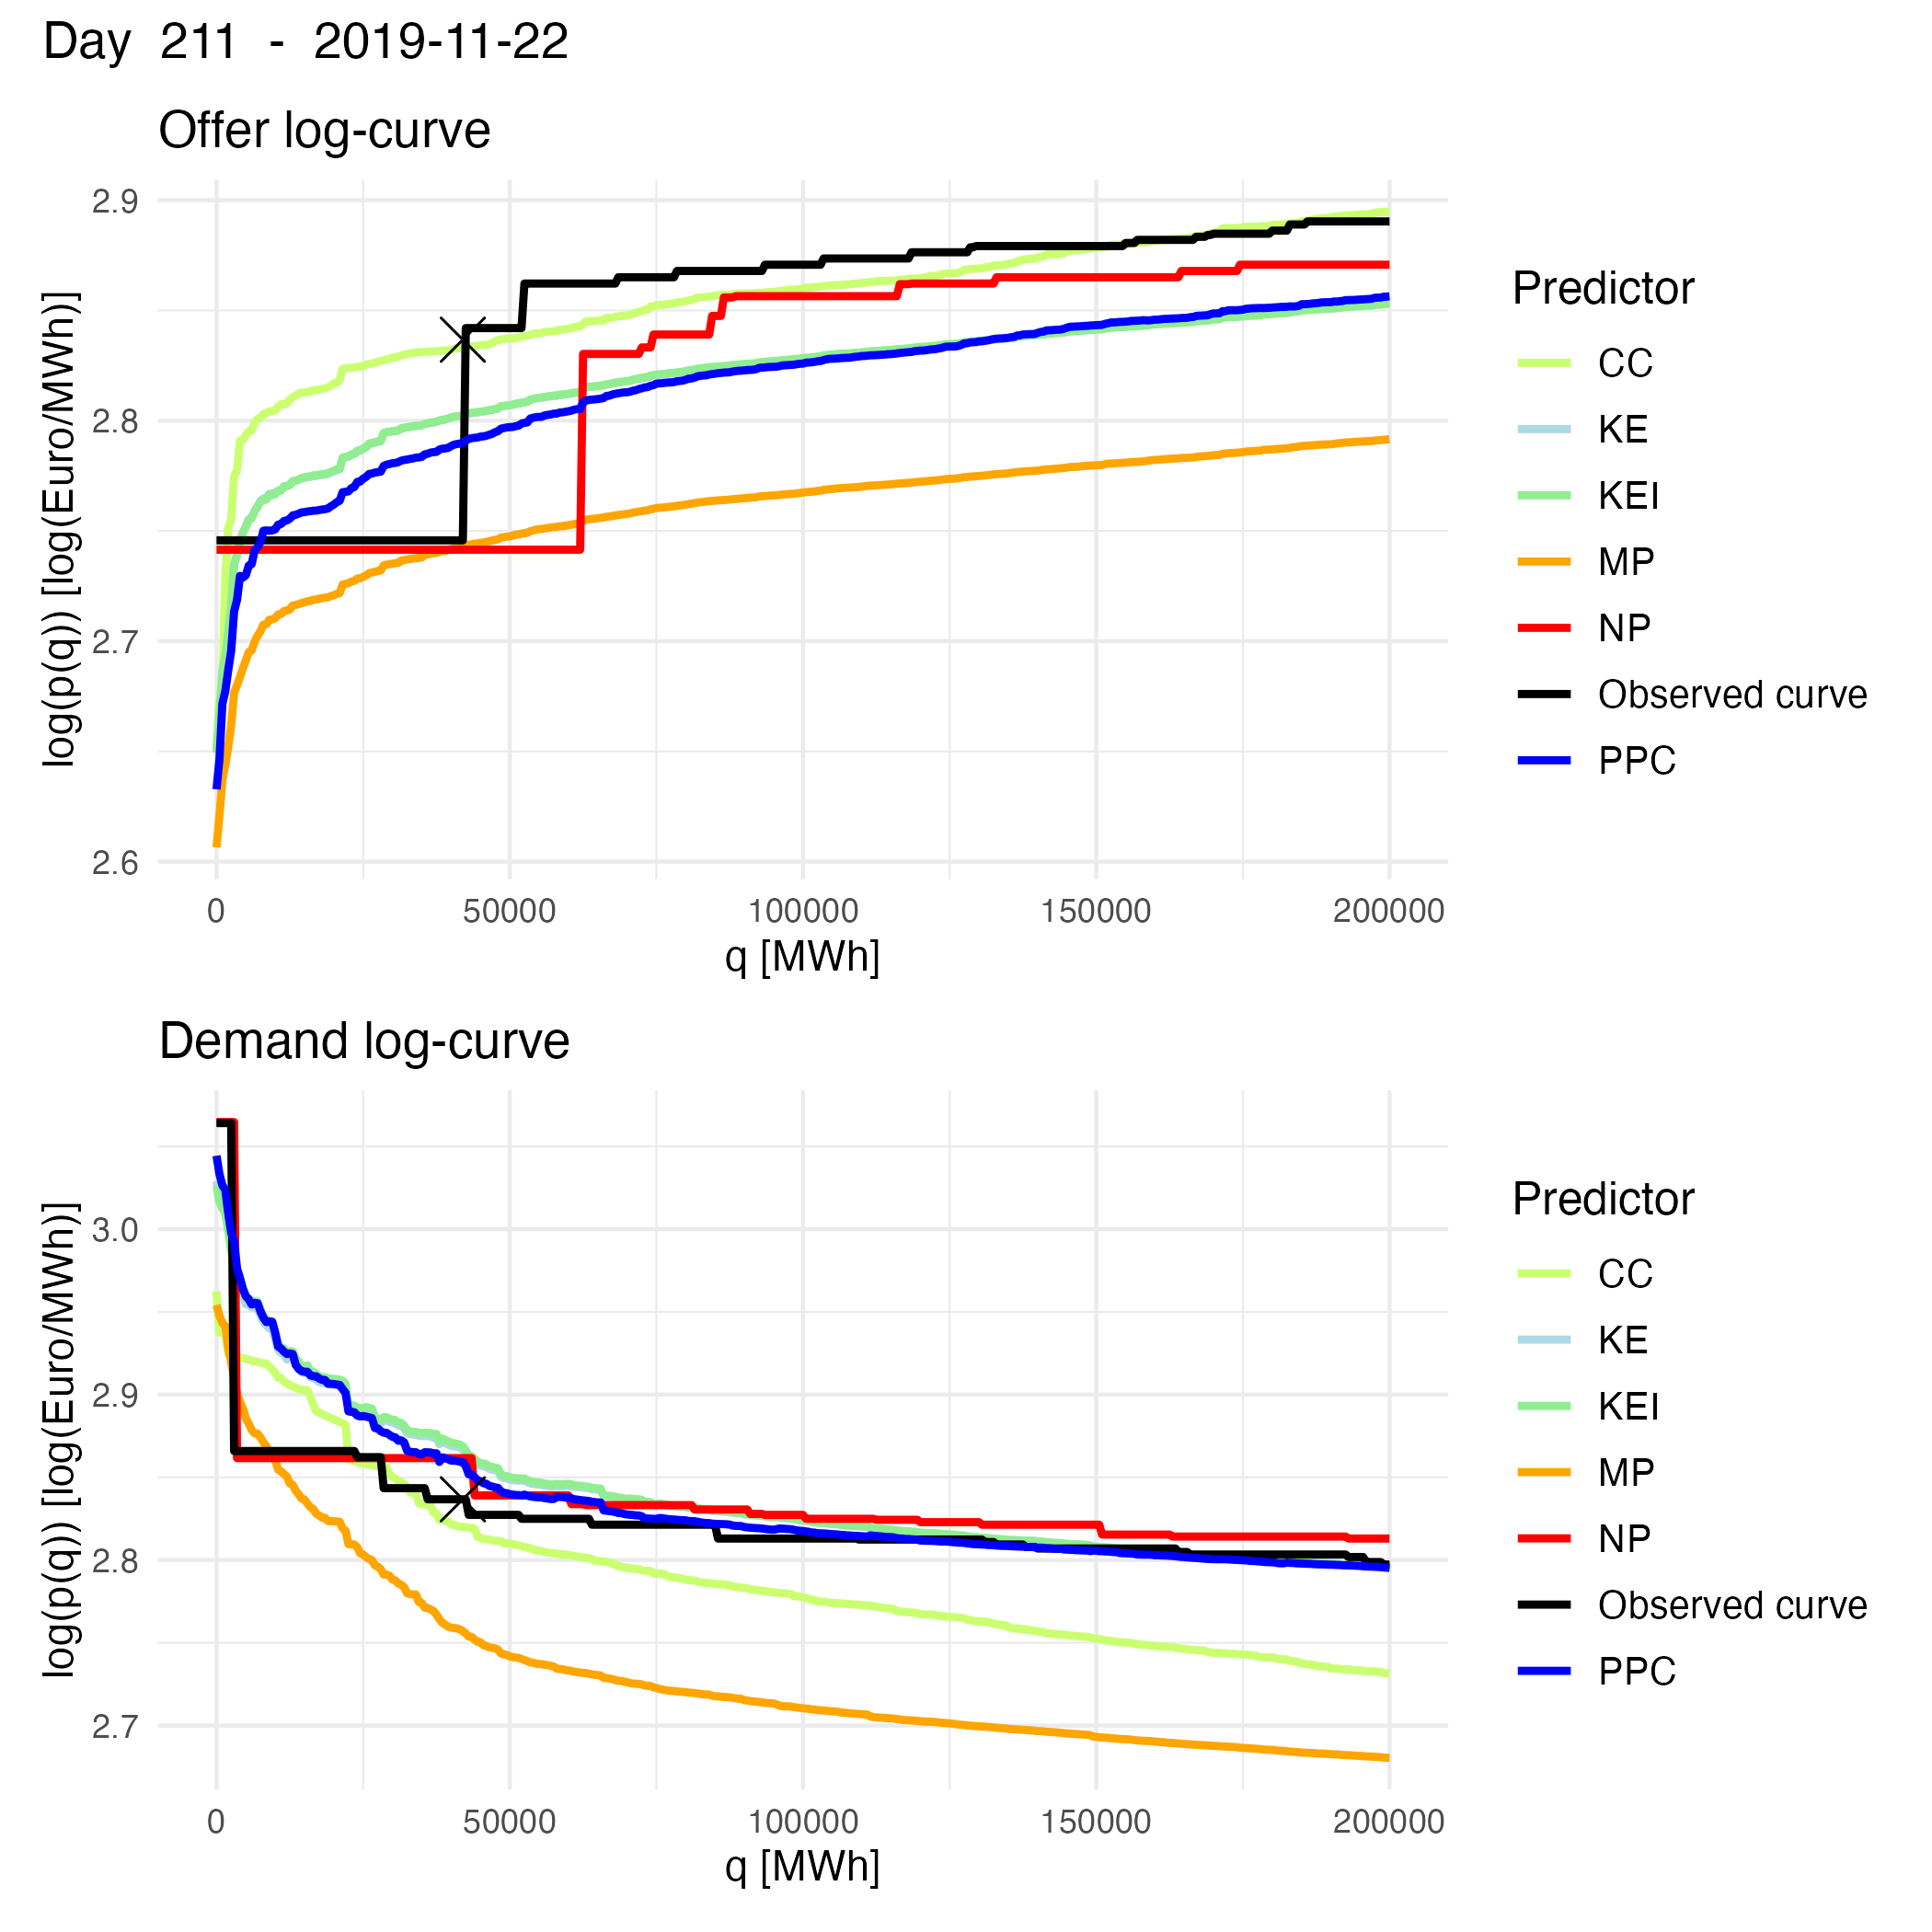 Day 211 - 2019-11-22
Offer log-curve
log(p(q)) [log(Euro/MWh)]
2.9
2.8
2.7
2.6
0 50000 100000 150000 200000
q [MWh]
Predictor
CC
KE
KEI
MP
NP
Observed curve
PPC
Demand log-curve
log(p(q)) [log(Euro/MWh)]
3.0
2.9
2.8
2.7
0 50000 100000 150000 200000
q [MWh]
Predictor
CC
KE
KEI
MP
NP
Observed curve
PPC